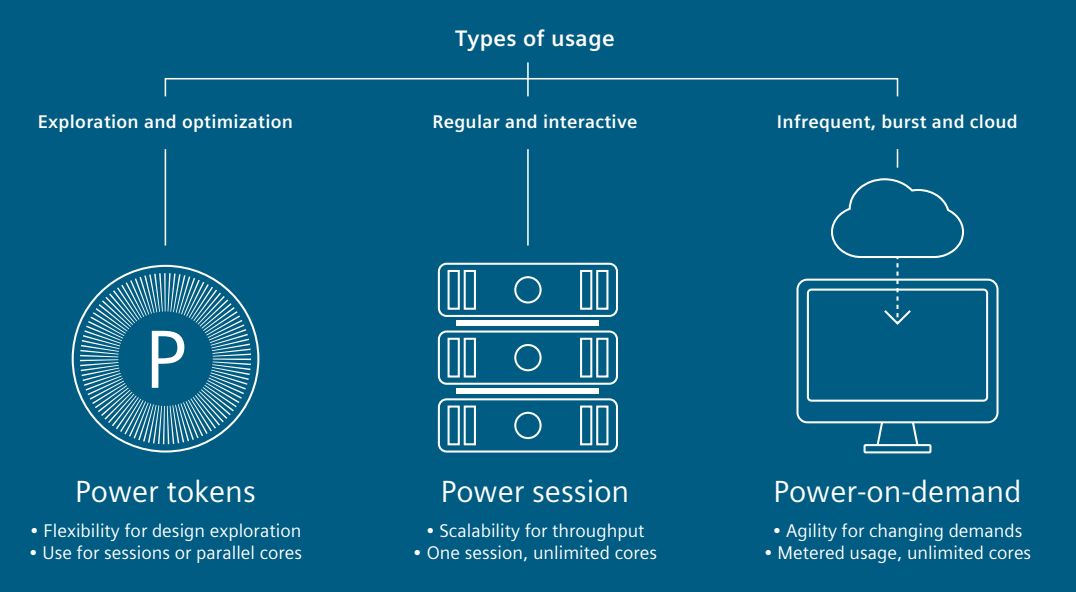 Types of usage
Exploration and optimization
Regular and interactive
Infrequent, burst and cloud
P
Power tokens
• Flexibility for design exploration
• Use for sessions or parallel cores
Power session
• Scalability for throughput
• One session, unlimited cores
Power-on-demand
• Agility for changing demands
• Metered usage, unlimited cores